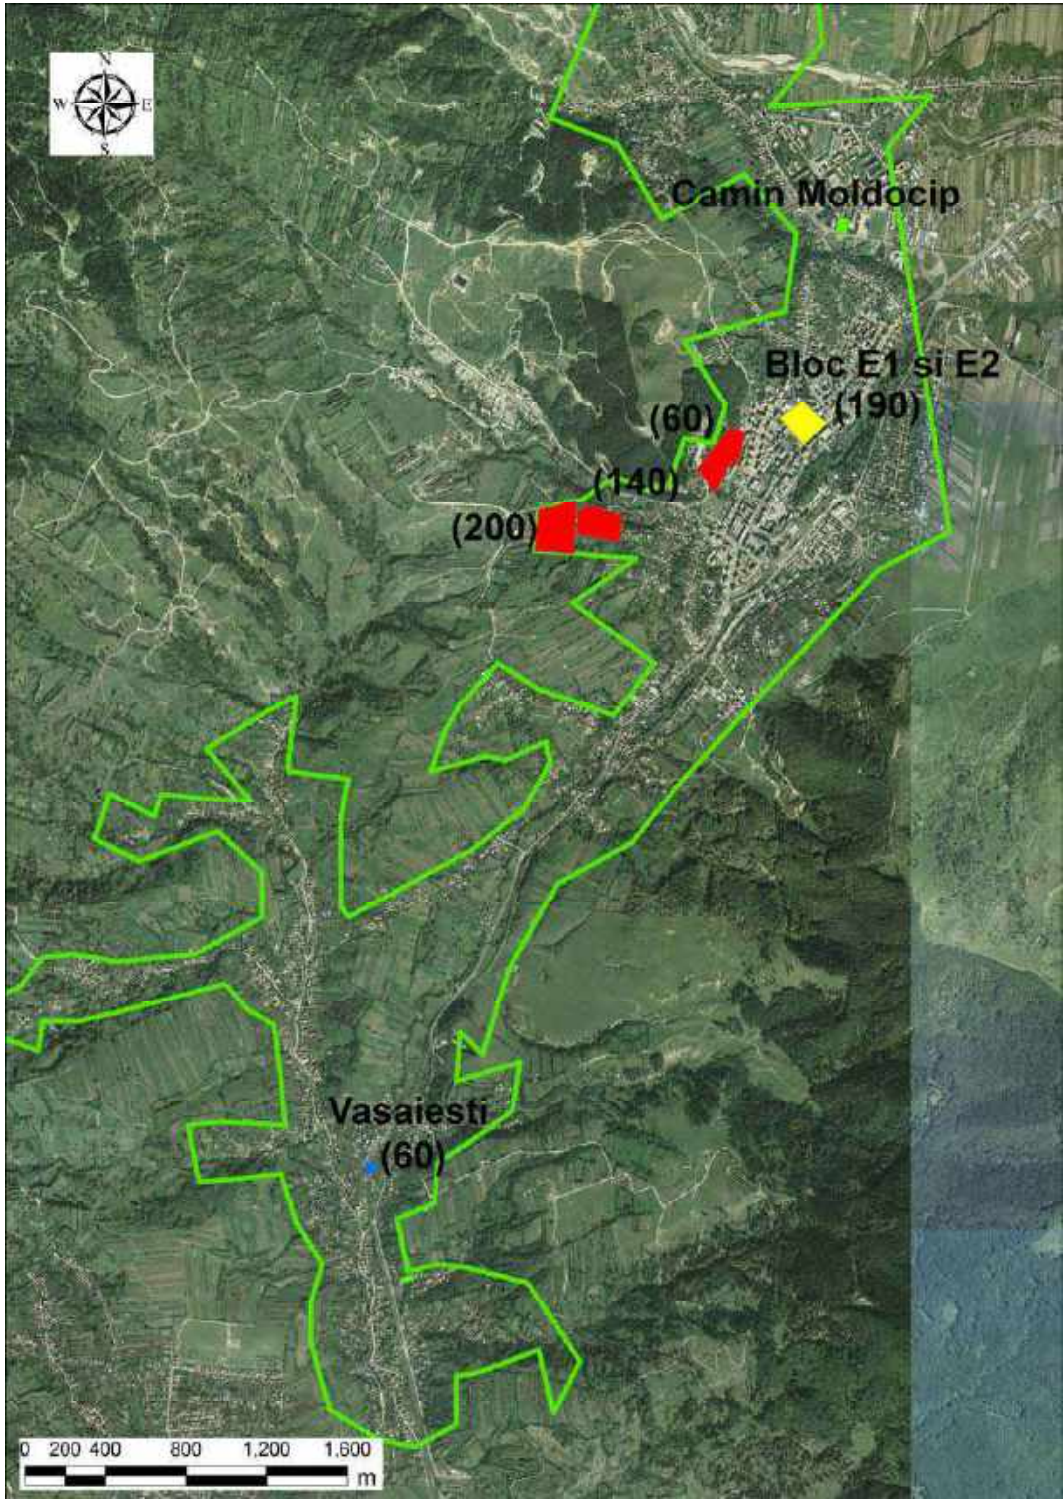 N
W E
S
Camin Moldocip
Bloc E1 si E2
(190)
(60)
(140)
(200)
Vasaiesti
(60)
0 200 400 800 1,200 1,600
m